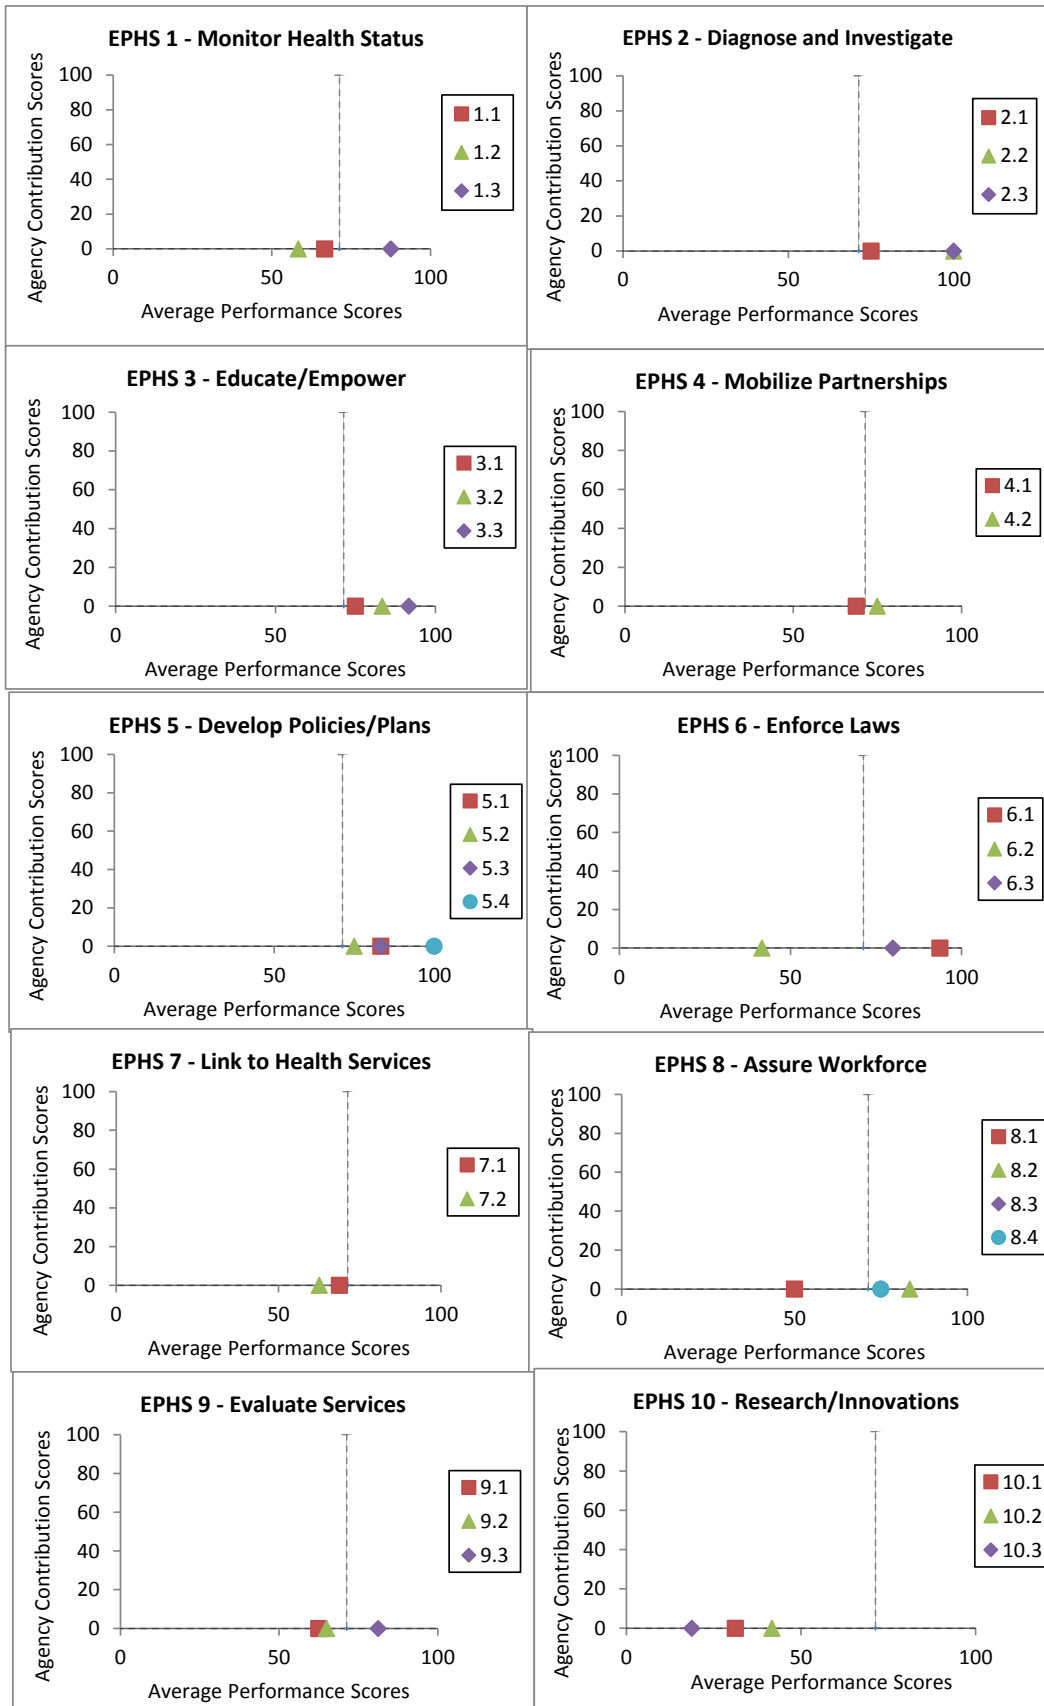 EPHS 1 - Monitor Health Status
Agency Contribution Scores
100
80
60
40
20
0
0 50 100
Average Performance Scores
1.1
1.2
1.3
EPHS 2 - Diagnose and Investigate
Agency Contribution Scores
100
80
60
40
20
0
0 50 100
Average Performance Scores
2.1
2.2
2.3
EPHS 3 - Educate/Empower
Agency Contribution Scores
100
80
60
40
20
0
0 50 100
Average Performance Scores
3.1
3.2
3.3
EPHS 4 - Mobilize Partnerships
Agency Contribution Scores
100
80
60
40
20
0
0 50 100
Average Performance Scores
4.1
4.2
EPHS 5 - Develop Policies/Plans
Agency Contribution Scores
100
80
60
40
20
0
0 50 100
Average Performance Scores
5.1
5.2
5.3
5.4
EPHS 6 - Enforce Laws
Agency Contribution Scores
100
80
60
40
20
0
0 50 100
Average Performance Scores
6.1
6.2
6.3
EPHS 7 - Link to Health Services
Agency Contribution Scores
100
80
60
40
20
0
0 50 100
Average Performance Scores
7.1
7.2
EPHS 8 - Assure Workforce
Agency Contribution Scores
100
80
60
40
20
0
0 50 100
Average Performance Scores
8.1
8.2
8.3
8.4
EPHS 9 - Evaluate Services
Agency Contribution Scores
100
80
60
40
20
0
0 50 100
Average Performance Scores
9.1
9.2
9.3
EPHS 10 - Research/Innovations
Agency Contribution Scores
100
80
60
40
20
0
0 50 100
Average Performance Scores
10.1
10.2
10.3